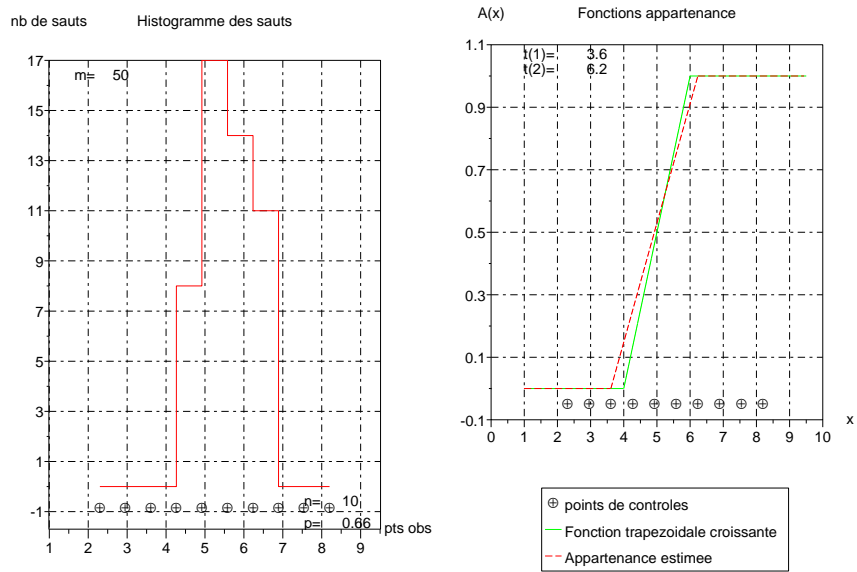 nb de sauts
Histogramme des sauts
17
15
13
11
9
7
5
3
1
-1
m= 50
n= 10
p= 0.66
pts obs
1 2 3 4 5 6 7 8 9
A(x)
Fonctions appartenance
1.1
0.9
0.7
0.5
0.3
0.1
-0.1
t(1)= 3.6
t(2)= 6.2
x
0 1 2 3 4 5 6 7 8 9 10
points de controles
Fonction trapezoidale croissante
Appartenance estimee